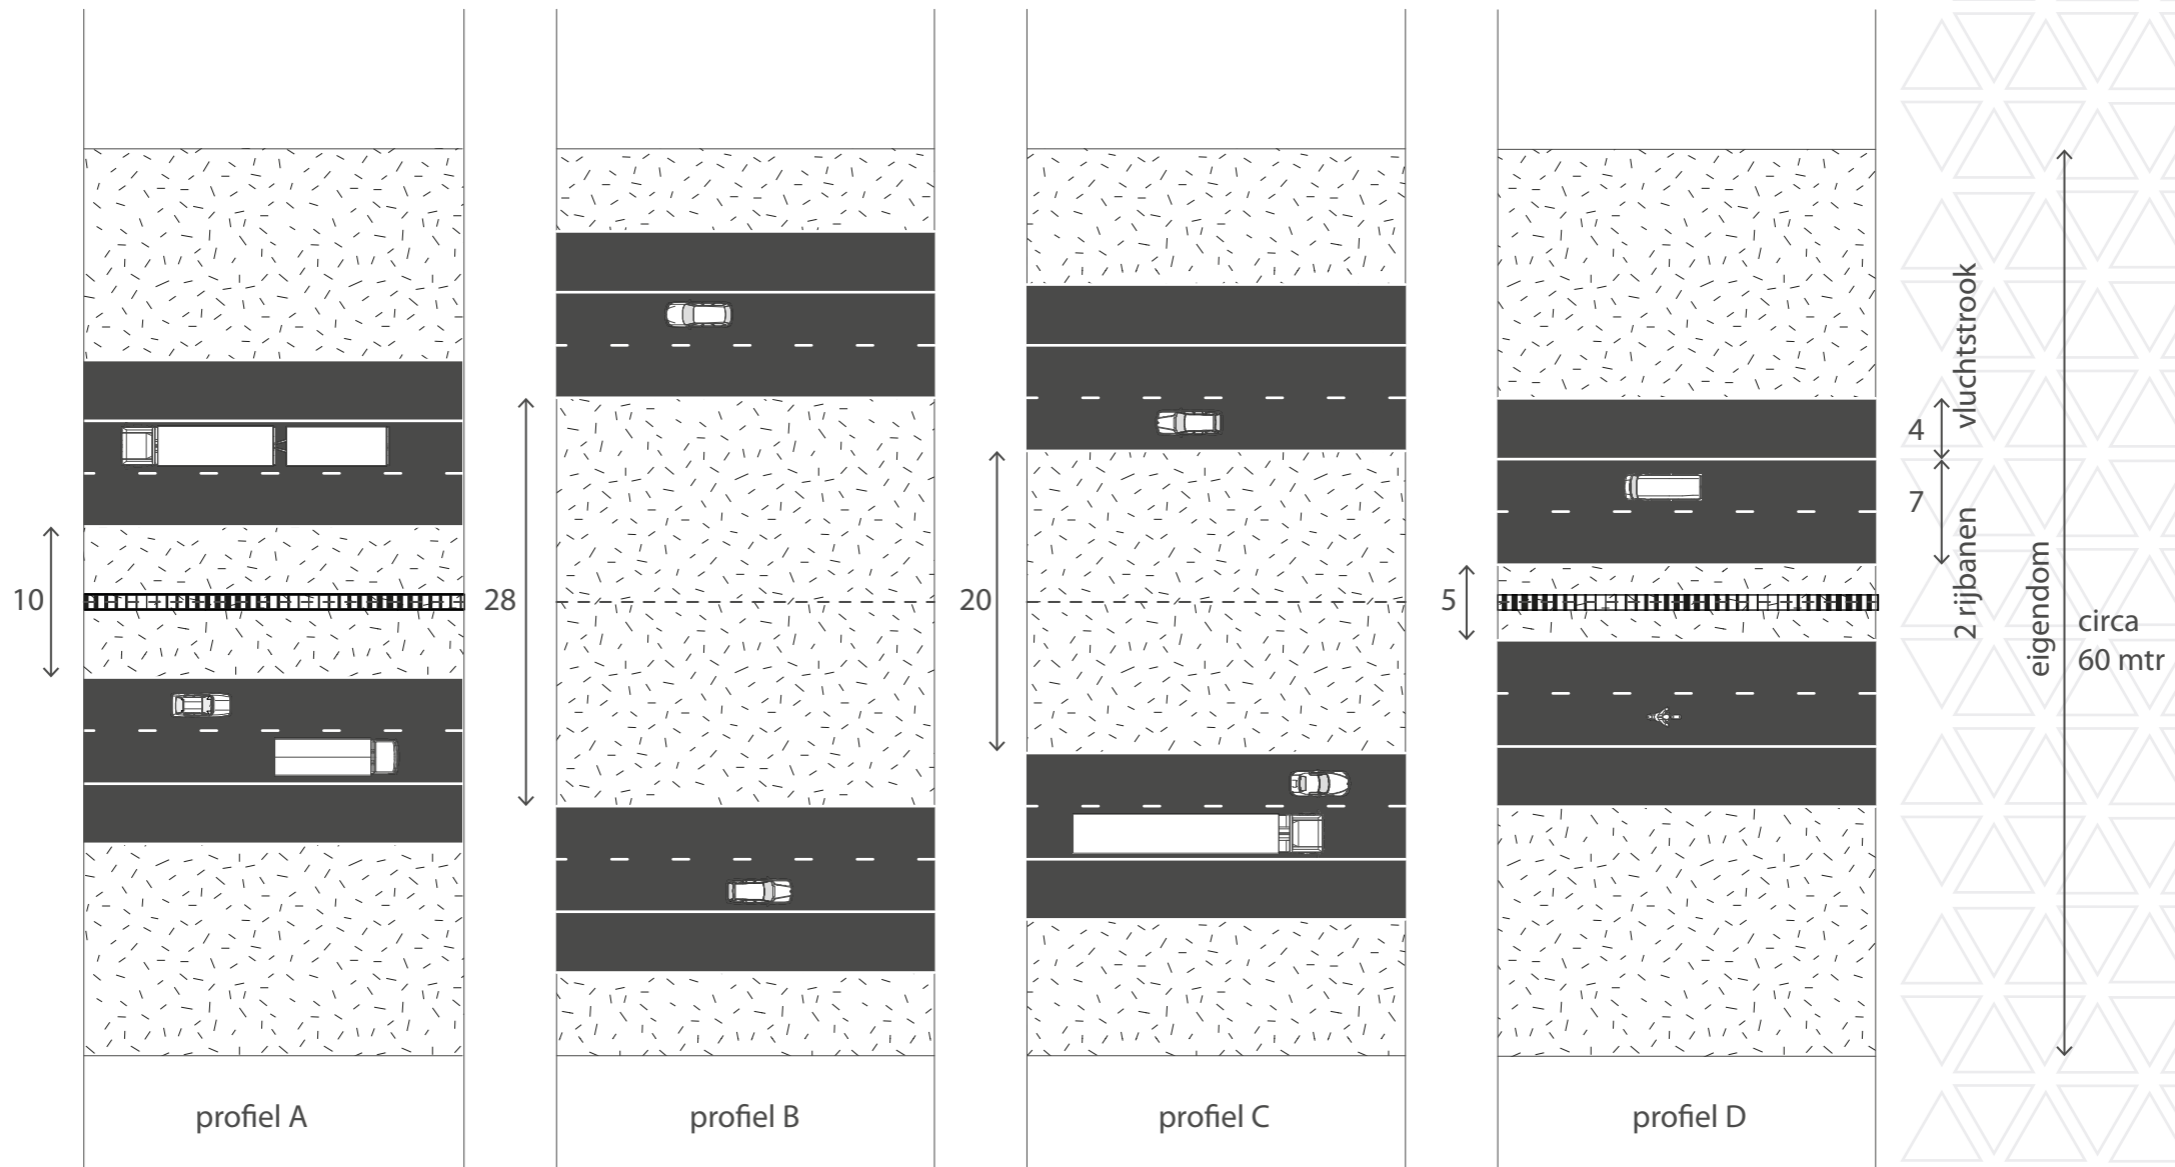 10
28
20
5
4
vluchtstrook
7
2 rijbanen
eigendom
circa
60 mtr
profiel A
profiel B
profiel C
profiel D